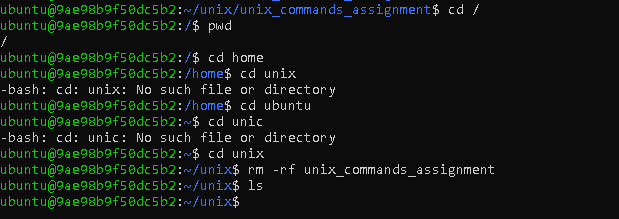 ubuntu@9ae98b9f50dc5b2:~/unix/unix_commands_assignment$ cd /
ubuntu@9ae98b9f50dc5b2:/$ pwd
/
ubuntu@9ae98b9f50dc5b2:/$ cd home
ubuntu@9ae98b9f50dc5b2:/home$ cd unix
-bash: cd: unix: No such file or directory
ubuntu@9ae98b9f50dc5b2:/home$ cd ubuntu
ubuntu@9ae98b9f50dc5b2:~$ cd unic
-bash: cd: unic: No such file or directory
ubuntu@9ae98b9f50dc5b2:~$ cd unix
ubuntu@9ae98b9f50dc5b2:~/unix$ rm -rf unix_commands_assignment
ubuntu@9ae98b9f50dc5b2:~/unix$ ls
ubuntu@9ae98b9f50dc5b2:~/unix$